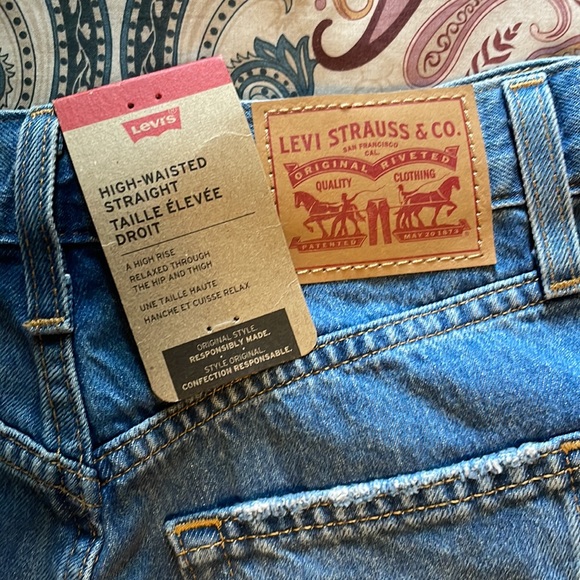 Levi's
HIGH-WAISTED
STRAIGHT
TAILLE ÉLEVÉE
DROIT
A HIGH RISE
RELAXED THROUGH
THE HIP AND THIGH
UNE TAILLE HAUTE
HANCHE ET CUISSE RELAX
ORIGINAL STYLE.
RESPONSIBLY MADE.
STYLE ORIGINAL.
CONFECTION RESPONSABLE.
LEVI STRAUSS & CO.
SAN FRANCISCO
CAL.
ORIGINAL RIVETED
QUALITY CLOTHING
PATENTED MAY 20 1873